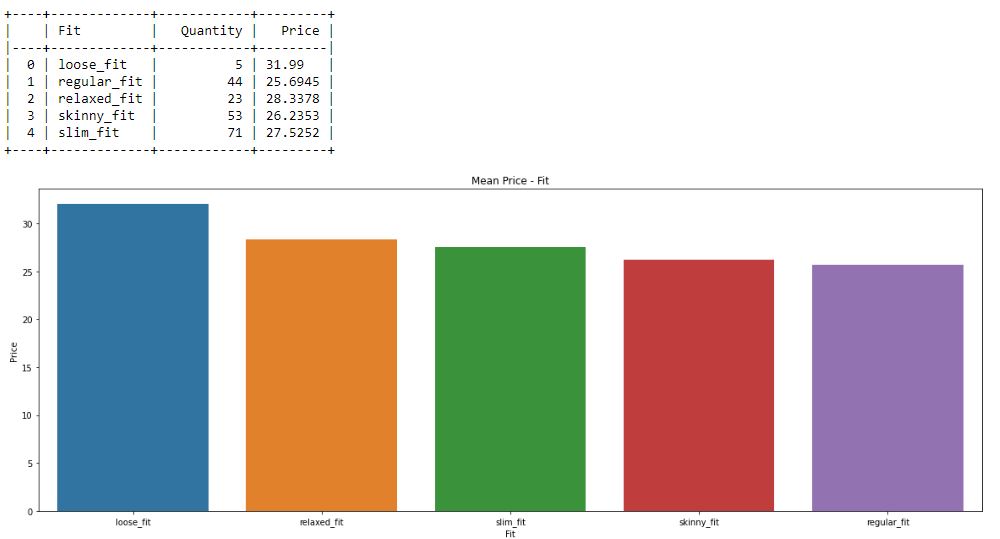 +----+-------------+------------+---------+
|    | Fit         |   Quantity |   Price |
|----+-------------+------------+---------|
|  0 | loose_fit   |          5 | 31.99   |
|  1 | regular_fit |         44 | 25.6945 |
|  2 | relaxed_fit |         23 | 28.3378 |
|  3 | skinny_fit  |         53 | 26.2353 |
|  4 | slim_fit    |         71 | 27.5252 |
+----+-------------+------------+---------+
Mean Price - Fit
30
25
20
15
10
5
0
Price
loose_fit relaxed_fit slim_fit skinny_fit regular_fit
Fit